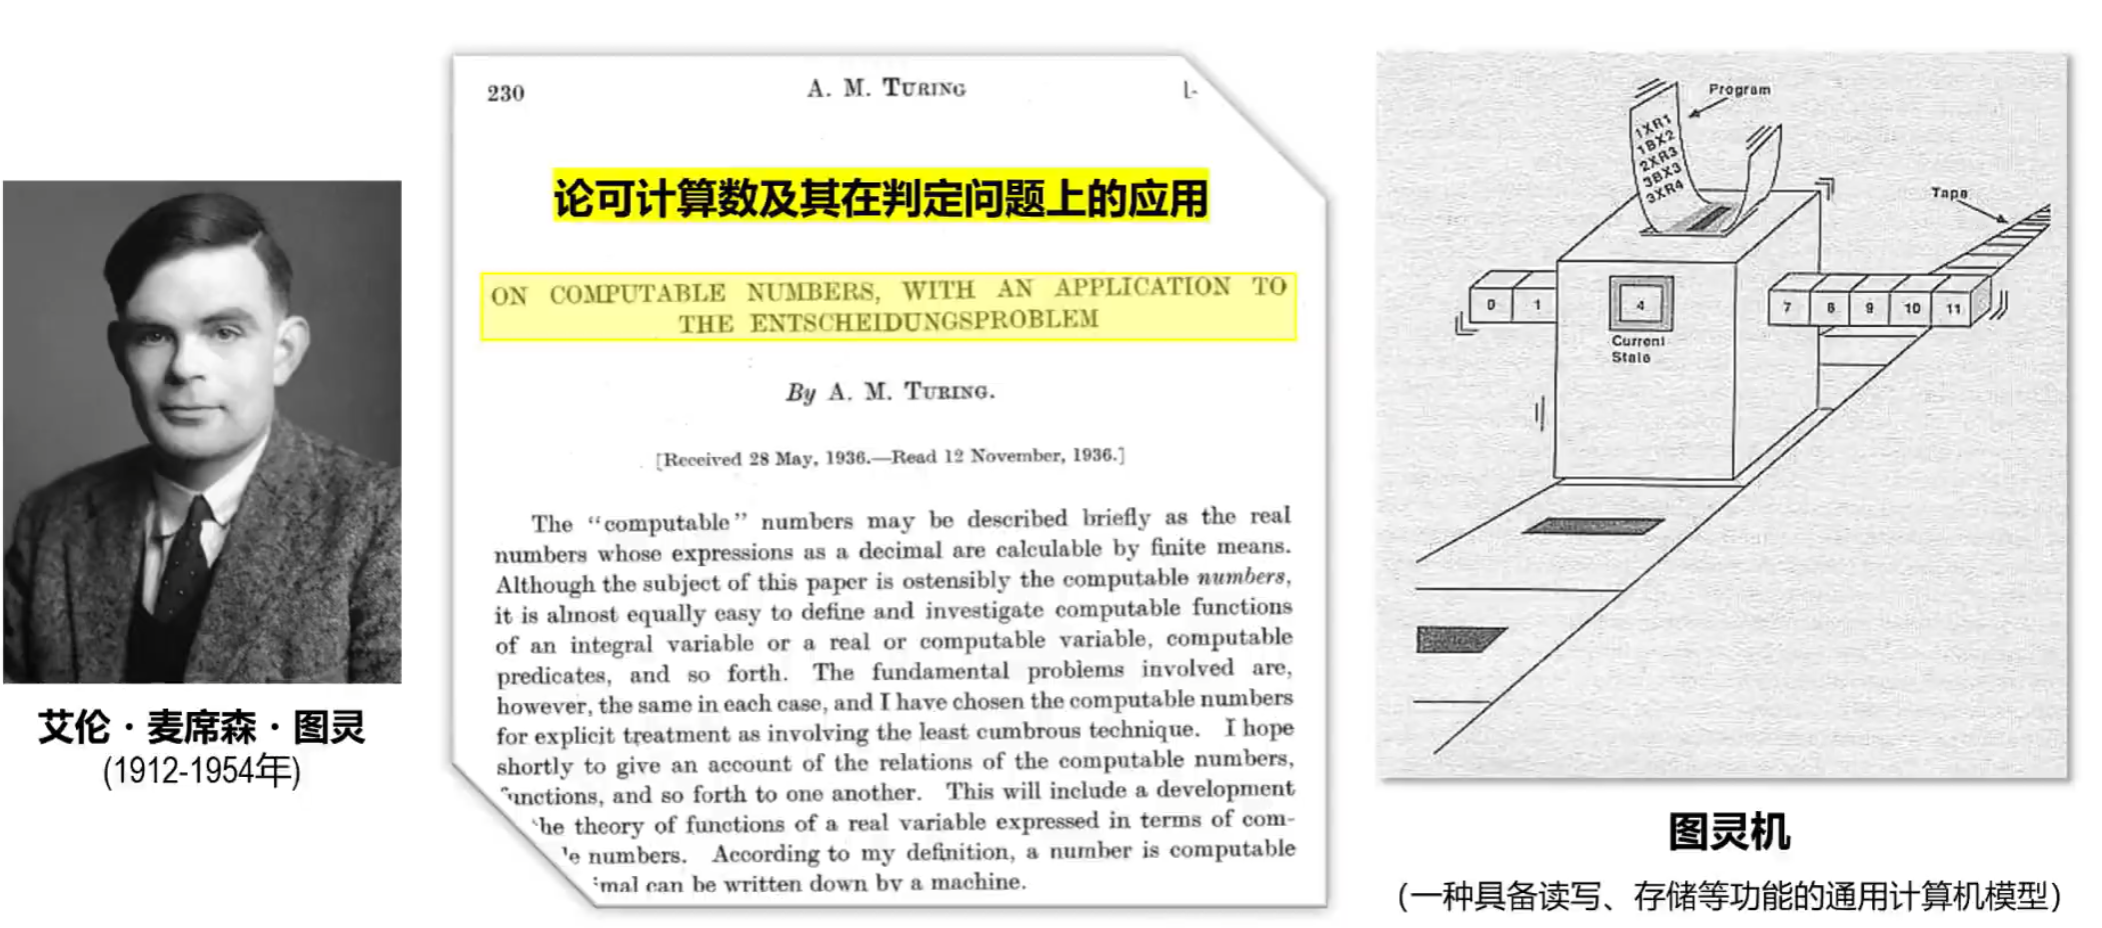 艾伦·麦席森·图灵
(1912-1954年)
230
A. M. TURING
论可计算数及其在判定问题上的应用
ON COMPUTABLE NUMBERS, WITH AN APPLICATION TO
THE ENTSCHEIDUNGSPROBLEM
By A. M. TURING.
[Received 28 May, 1936.—Read 12 November, 1936.]
The “computable” numbers may be described briefly as the real
numbers whose expressions as a decimal are calculable by finite means.
Although the subject of this paper is ostensibly the computable numbers,
it is almost equally easy to define and investigate computable functions
of an integral variable or a real or computable variable, computable
predicates, and so forth. The fundamental problems involved are,
however, the same in each case, and I have chosen the computable numbers
for explicit treatment as involving the least cumbrous technique. I hope
shortly to give an account of the relations of the computable numbers,
unctions, and so forth to one another. This will include a development
he theory of functions of a real variable expressed in terms of com-
e numbers. According to my definition, a number is computable
imal can be written down by a machine.
Program
1XR1
1BX2
2XR3
3BX3
3XR4
Tape
0 1
4
7 8 9 10 11
Current
State
图灵机
(一种具备读写、存储等功能的通用计算机模型)